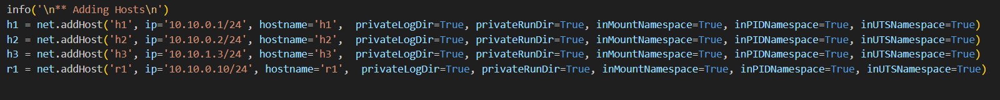 info('\n** Adding Hosts\n')
h1 = net.addHost('h1', ip='10.10.0.1/24', hostname='h1',  privateLogDir=True, privateRunDir=True, inMountNamespace=True, inPIDNamespace=True, inUTSNamespace=True)
h2 = net.addHost('h2', ip='10.10.0.2/24', hostname='h2',  privateLogDir=True, privateRunDir=True, inMountNamespace=True, inPIDNamespace=True, inUTSNamespace=True)
h3 = net.addHost('h3', ip='10.10.1.3/24', hostname='h3',  privateLogDir=True, privateRunDir=True, inMountNamespace=True, inPIDNamespace=True, inUTSNamespace=True)
r1 = net.addHost('r1', ip='10.10.0.10/24', hostname='r1',  privateLogDir=True, privateRunDir=True, inMountNamespace=True, inPIDNamespace=True, inUTSNamespace=True)